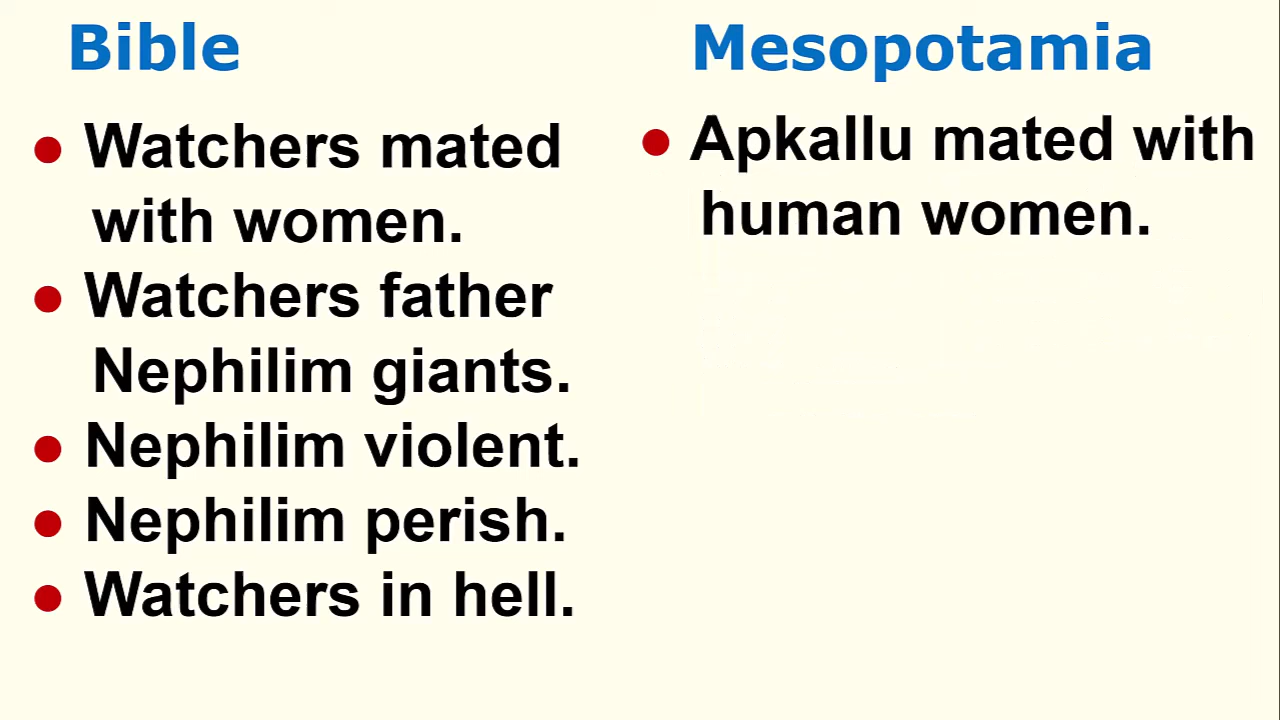 Bible
● Watchers mated
with women.
● Watchers father
Nephilim giants.
● Nephilim violent.
● Nephilim perish.
● Watchers in hell.
Mesopotamia
● Apkallu mated with
human women.